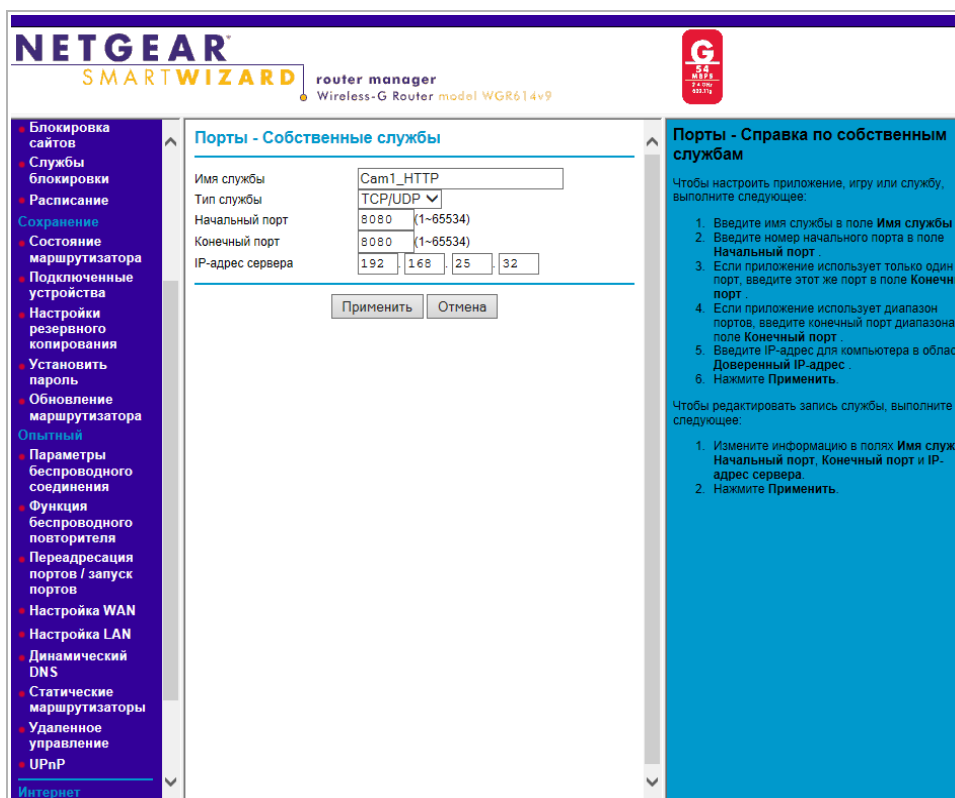 NETGEAR
SMARTWIZARD
router manager
Wireless-G Router model WGR614v9
G
54
MBPS
2.4 GHz
802.11g
Блокировка
сайтов
Службы
блокировки
Расписание
Сохранение
Состояние
маршрутизатора
Подключенные
устройства
Настройки
резервного
копирования
Установить
пароль
Обновление
маршрутизатора
Опытный
Параметры
беспроводного
соединения
Функция
беспроводного
повторителя
Переадресация
портов / запуск
портов
Настройка WAN
Настройка LAN
Динамический
DNS
Статические
маршрутизаторы
Удаленное
управление
UPnP
Интернет
Порты - Собственные службы
Имя службы Cam1_HTTP
Тип службы TCP/UDP
Начальный порт 8080 (1~65534)
Конечный порт 8080 (1~65534)
IP-адрес сервера 192 . 168 . 25 . 32
Применить Отмена
Порты - Справка по собственным
службам
Чтобы настроить приложение, игру или службу,
выполните следующее:
1. Введите имя службы в поле Имя службы
2. Введите номер начального порта в поле
Начальный порт .
3. Если приложение использует только один
порт, введите этот же порт в поле Конечн
порт .
4. Если приложение использует диапазон
портов, введите конечный порт диапазона
поле Конечный порт .
5. Введите IP-адрес для компьютера в облас
Доверенный IP-адрес .
6. Нажмите Применить.
Чтобы редактировать запись службы, выполните
следующее:
1. Измените информацию в полях Имя служ
Начальный порт, Конечный порт и IP-
адрес сервера.
2. Нажмите Применить.